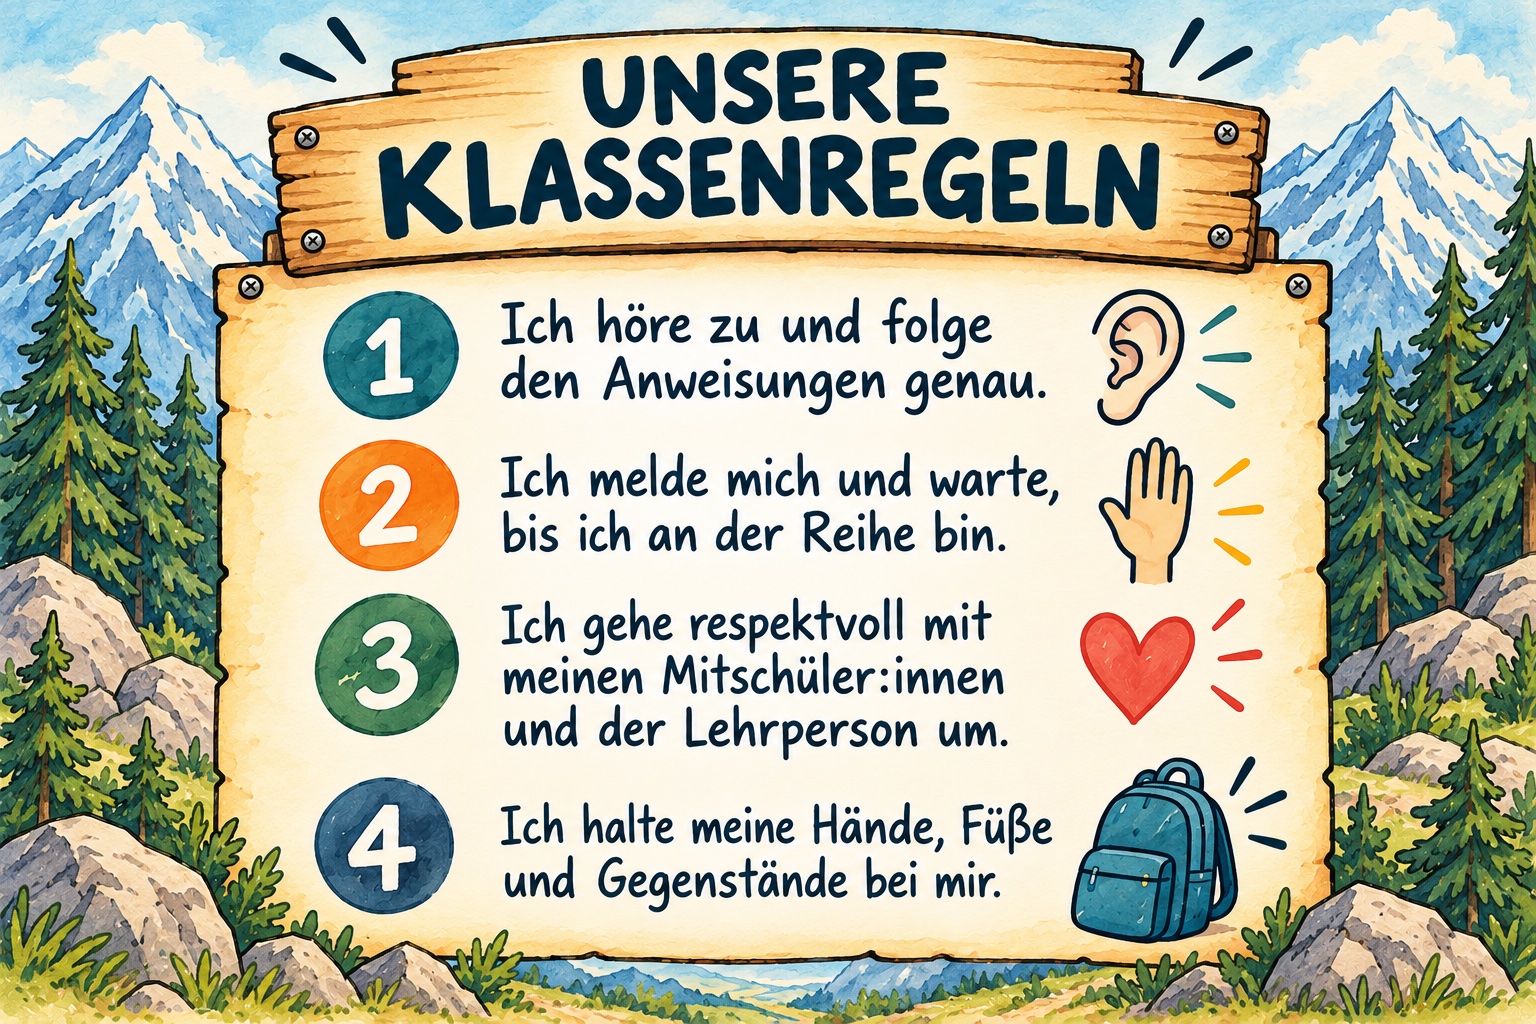 UNSERE
KLASSENREGELN
1
Ich höre zu und folge
den Anweisungen genau.
2
Ich melde mich und warte,
bis ich an der Reihe bin.
3
Ich gehe respektvoll mit
meinen Mitschüler:innen
und der Lehrperson um.
4
Ich halte meine Hände, Füße
und Gegenstände bei mir.